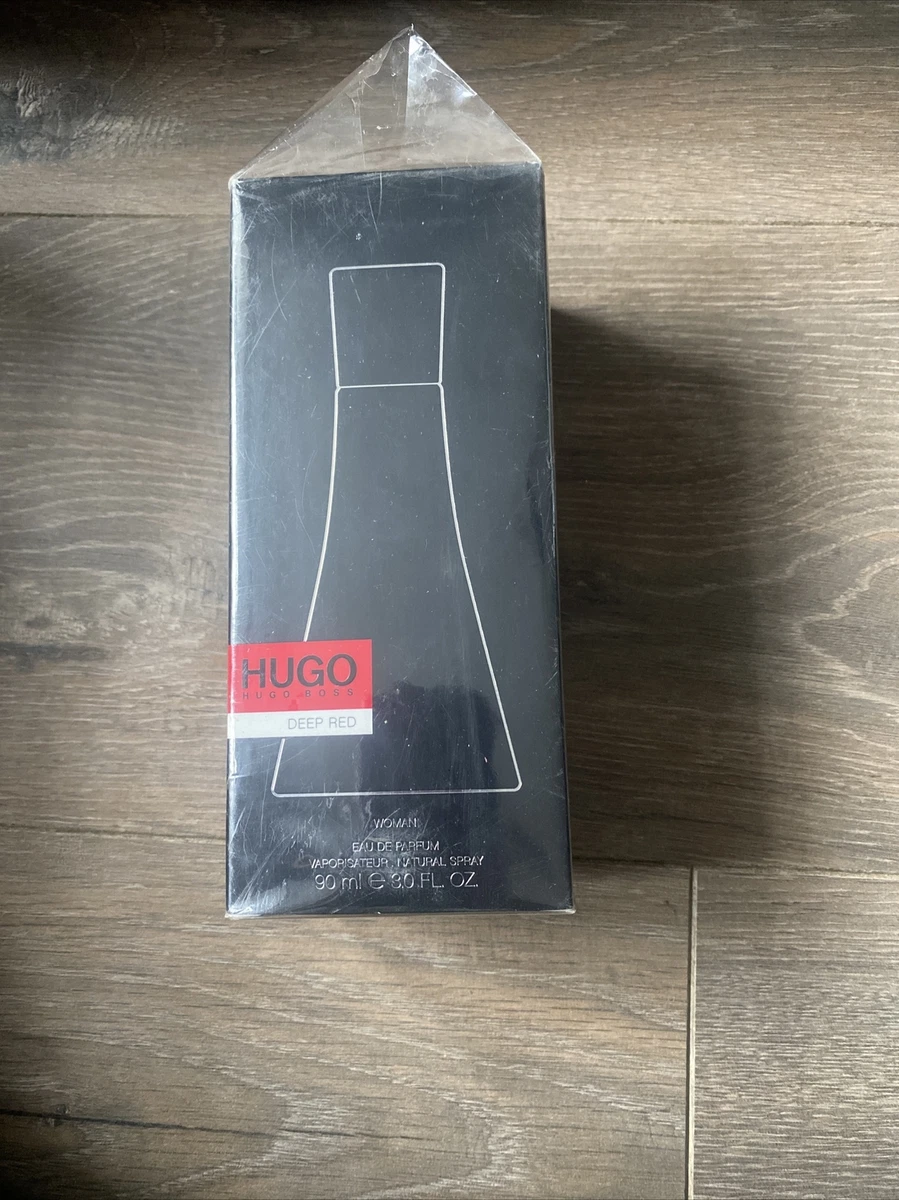 HUGO
HUGO BOSS
DEEP RED
WOMAN
EAU DE PARFUM
VAPORISATEUR . NATURAL SPRAY
90 ml ℮ 3.0 FL. OZ.